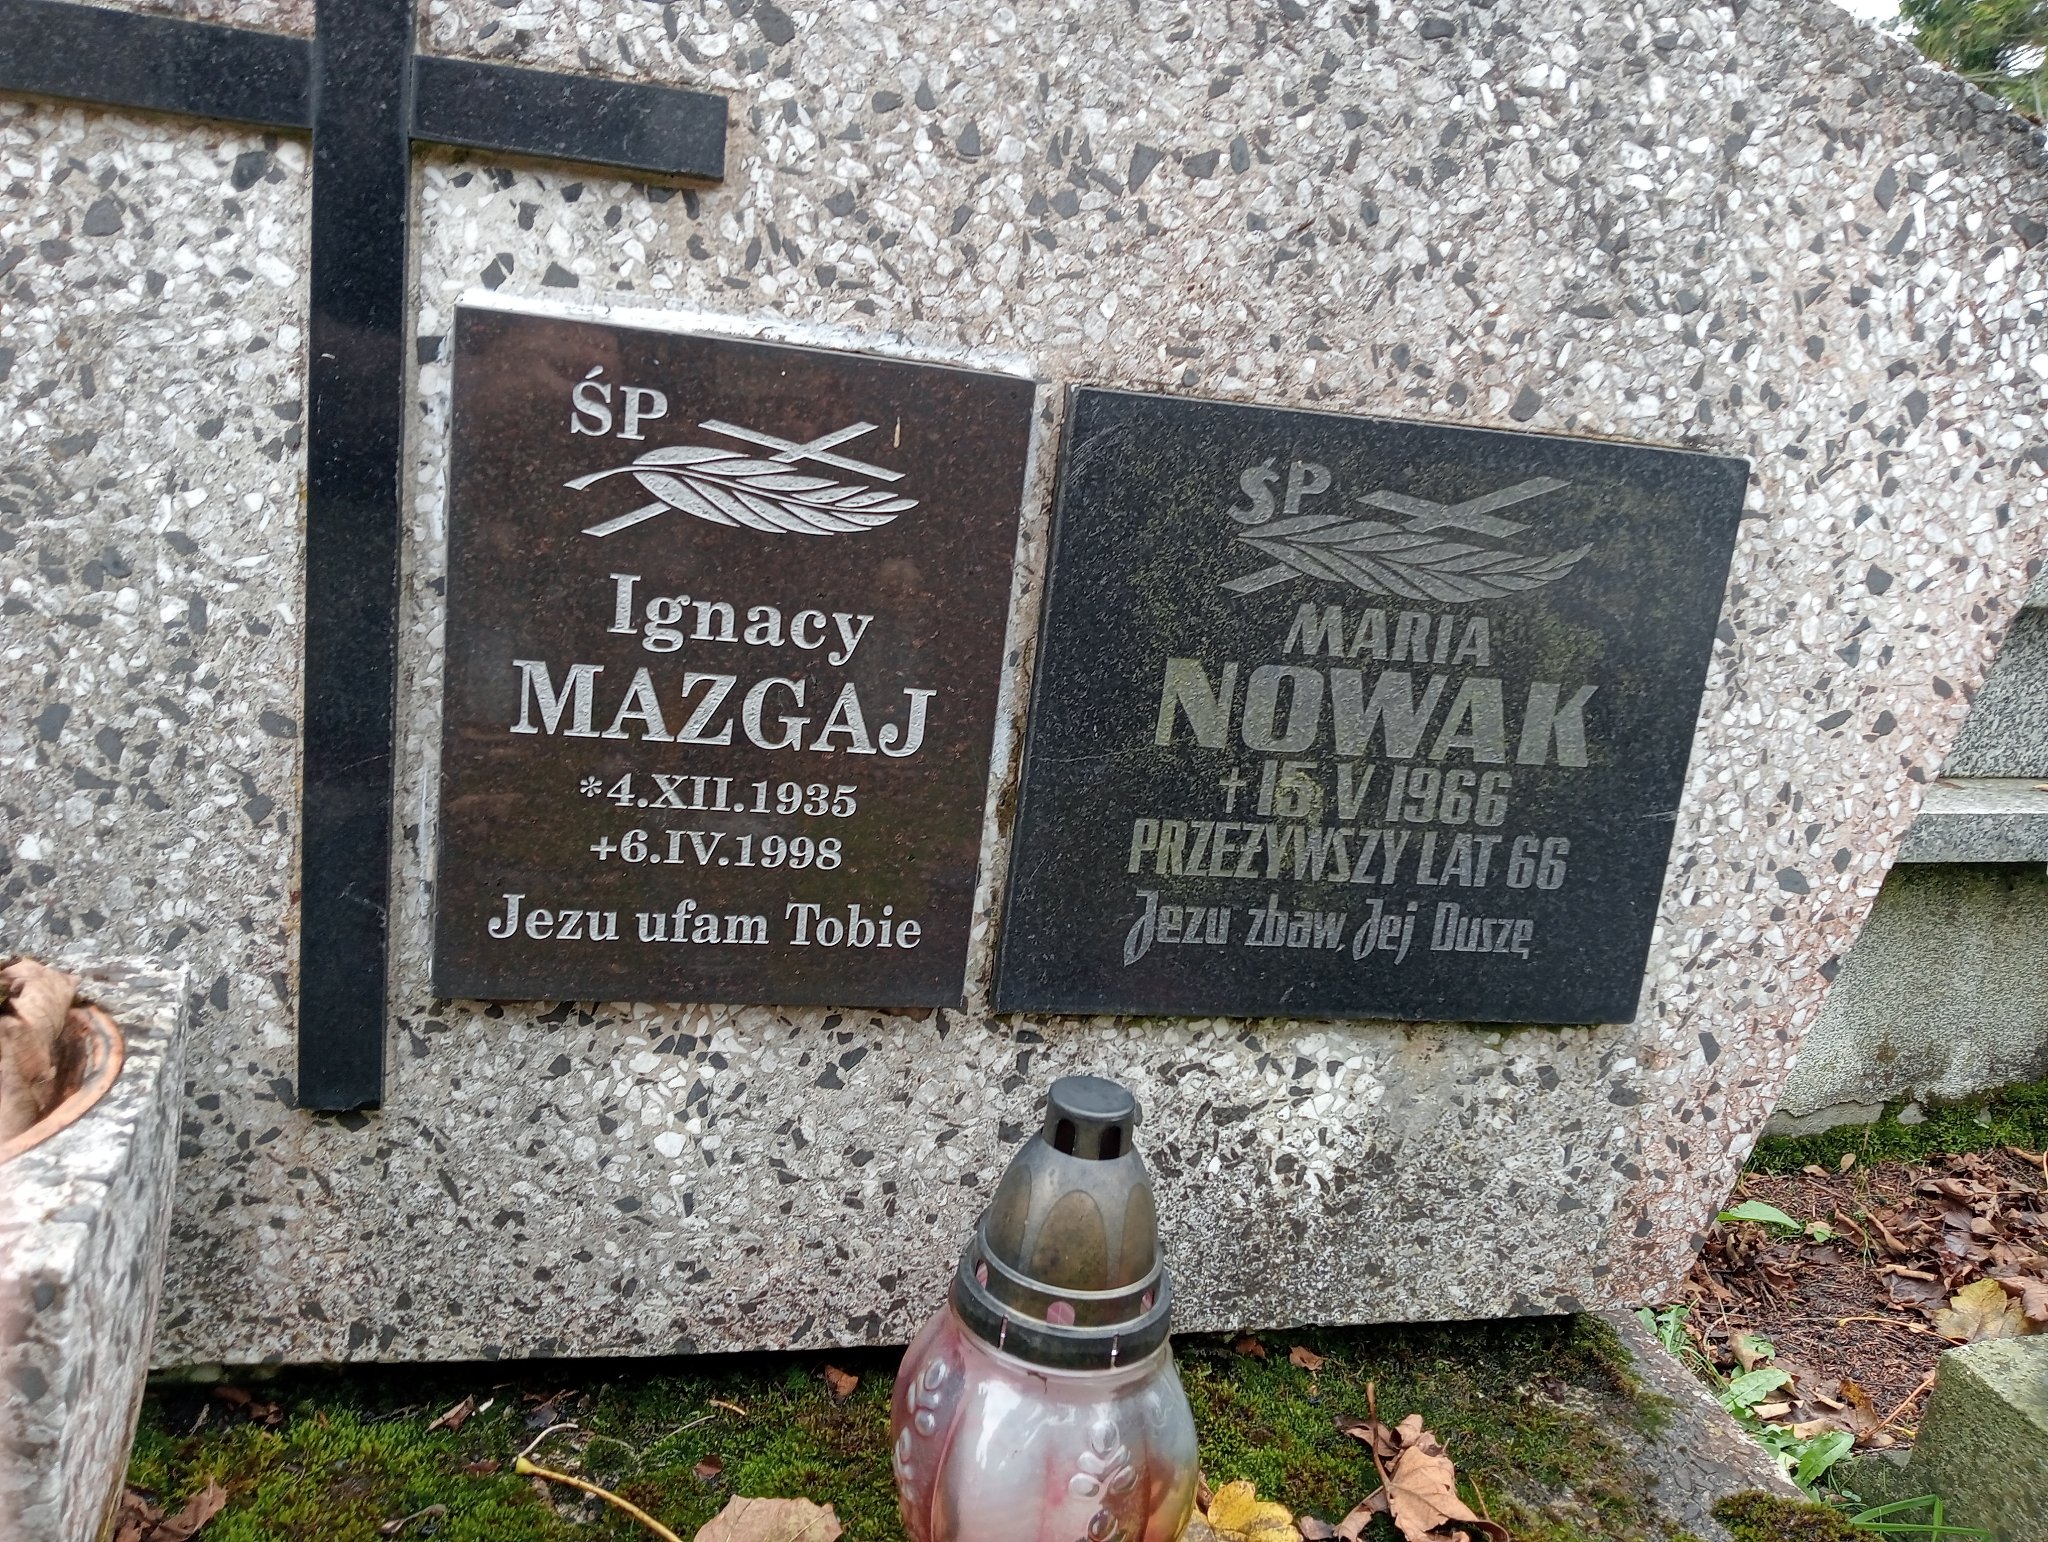 ŚP
Ignacy
MAZGAJ
*4.XII.1935
+6.IV.1998
Jezu ufam Tobie
ŚP
MARIA
NOWAK
+ 15 V 1966
PRZEŻYWSZY LAT 66
Jezu zbaw Jej Duszę